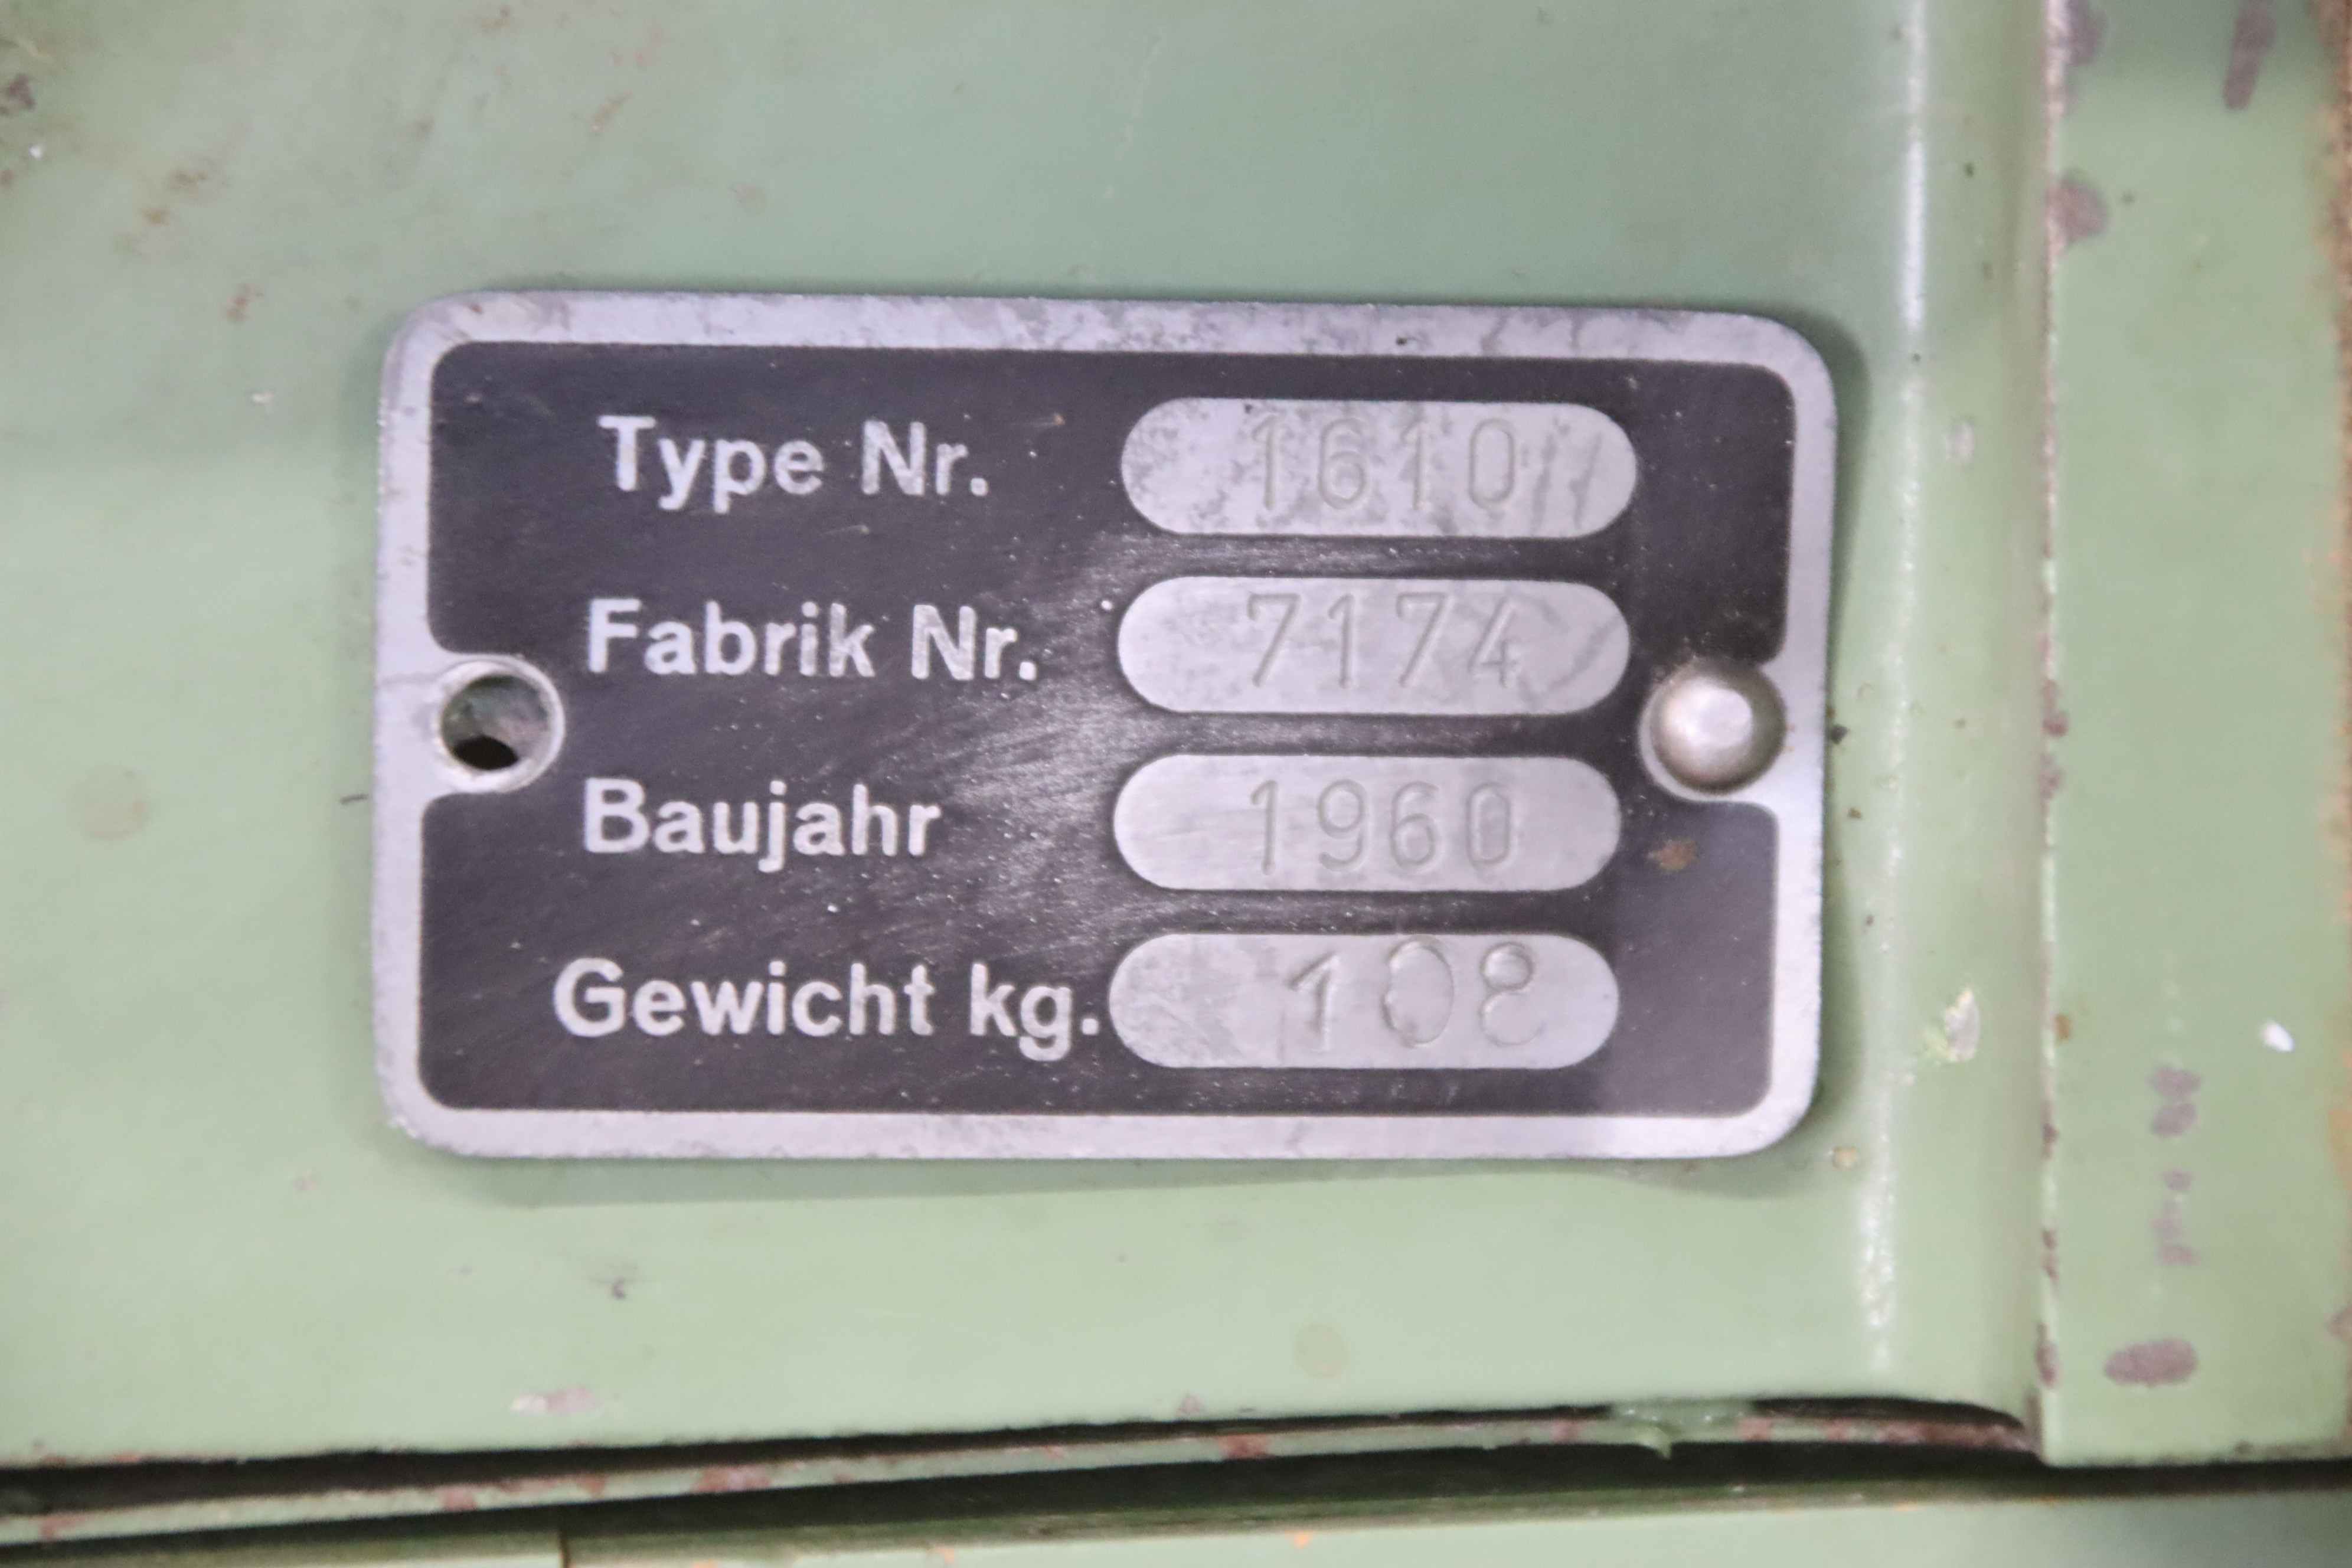 Type Nr. 1610
Fabrik Nr. 7174
Baujahr 1960
Gewicht kg. 108